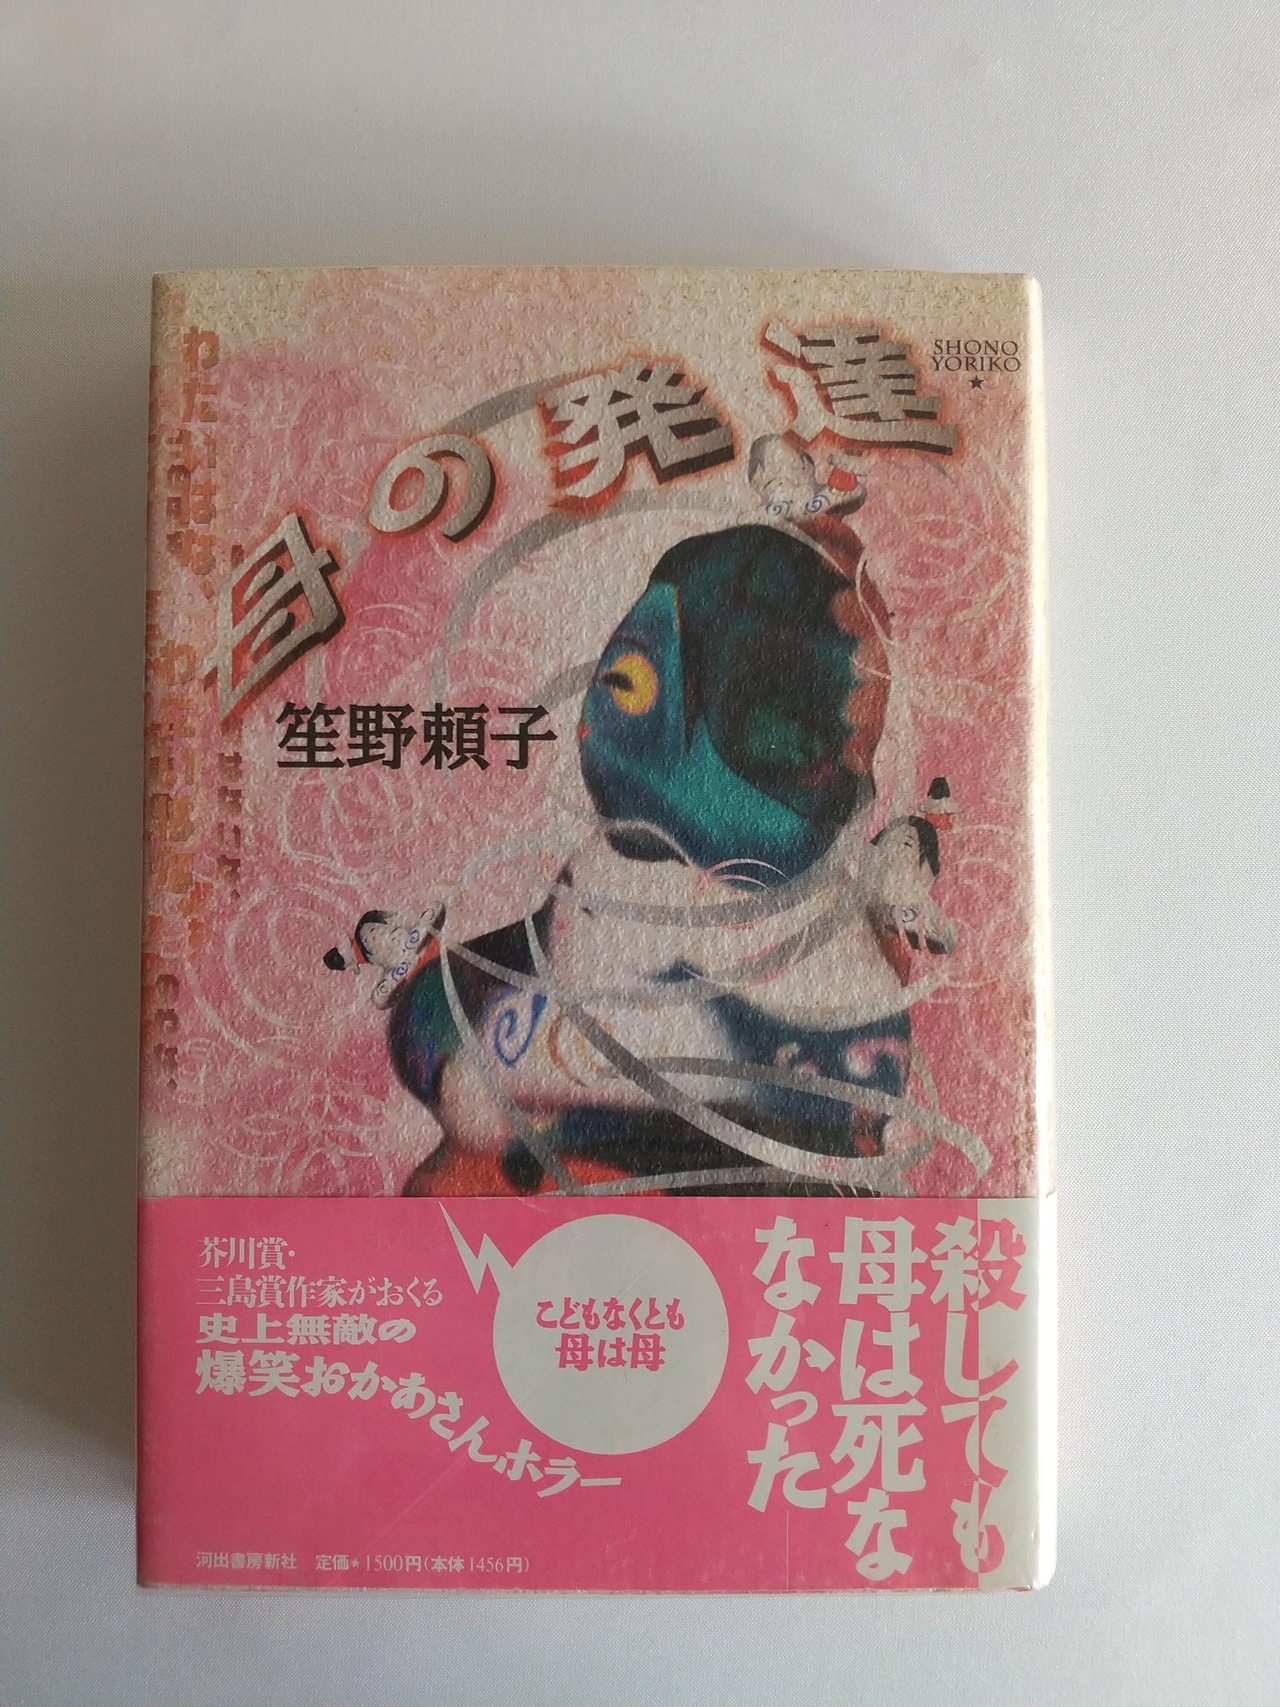 母の発達
SHONO
YORIKO
★
笙野頼子
殺しても
母は死な
なかった
こどもなくとも
母は母
芥川賞・
三島賞作家がおくる
史上無敵の
爆笑おかあさんホラー
河出書房新社 定価★1500円(本体1456円)